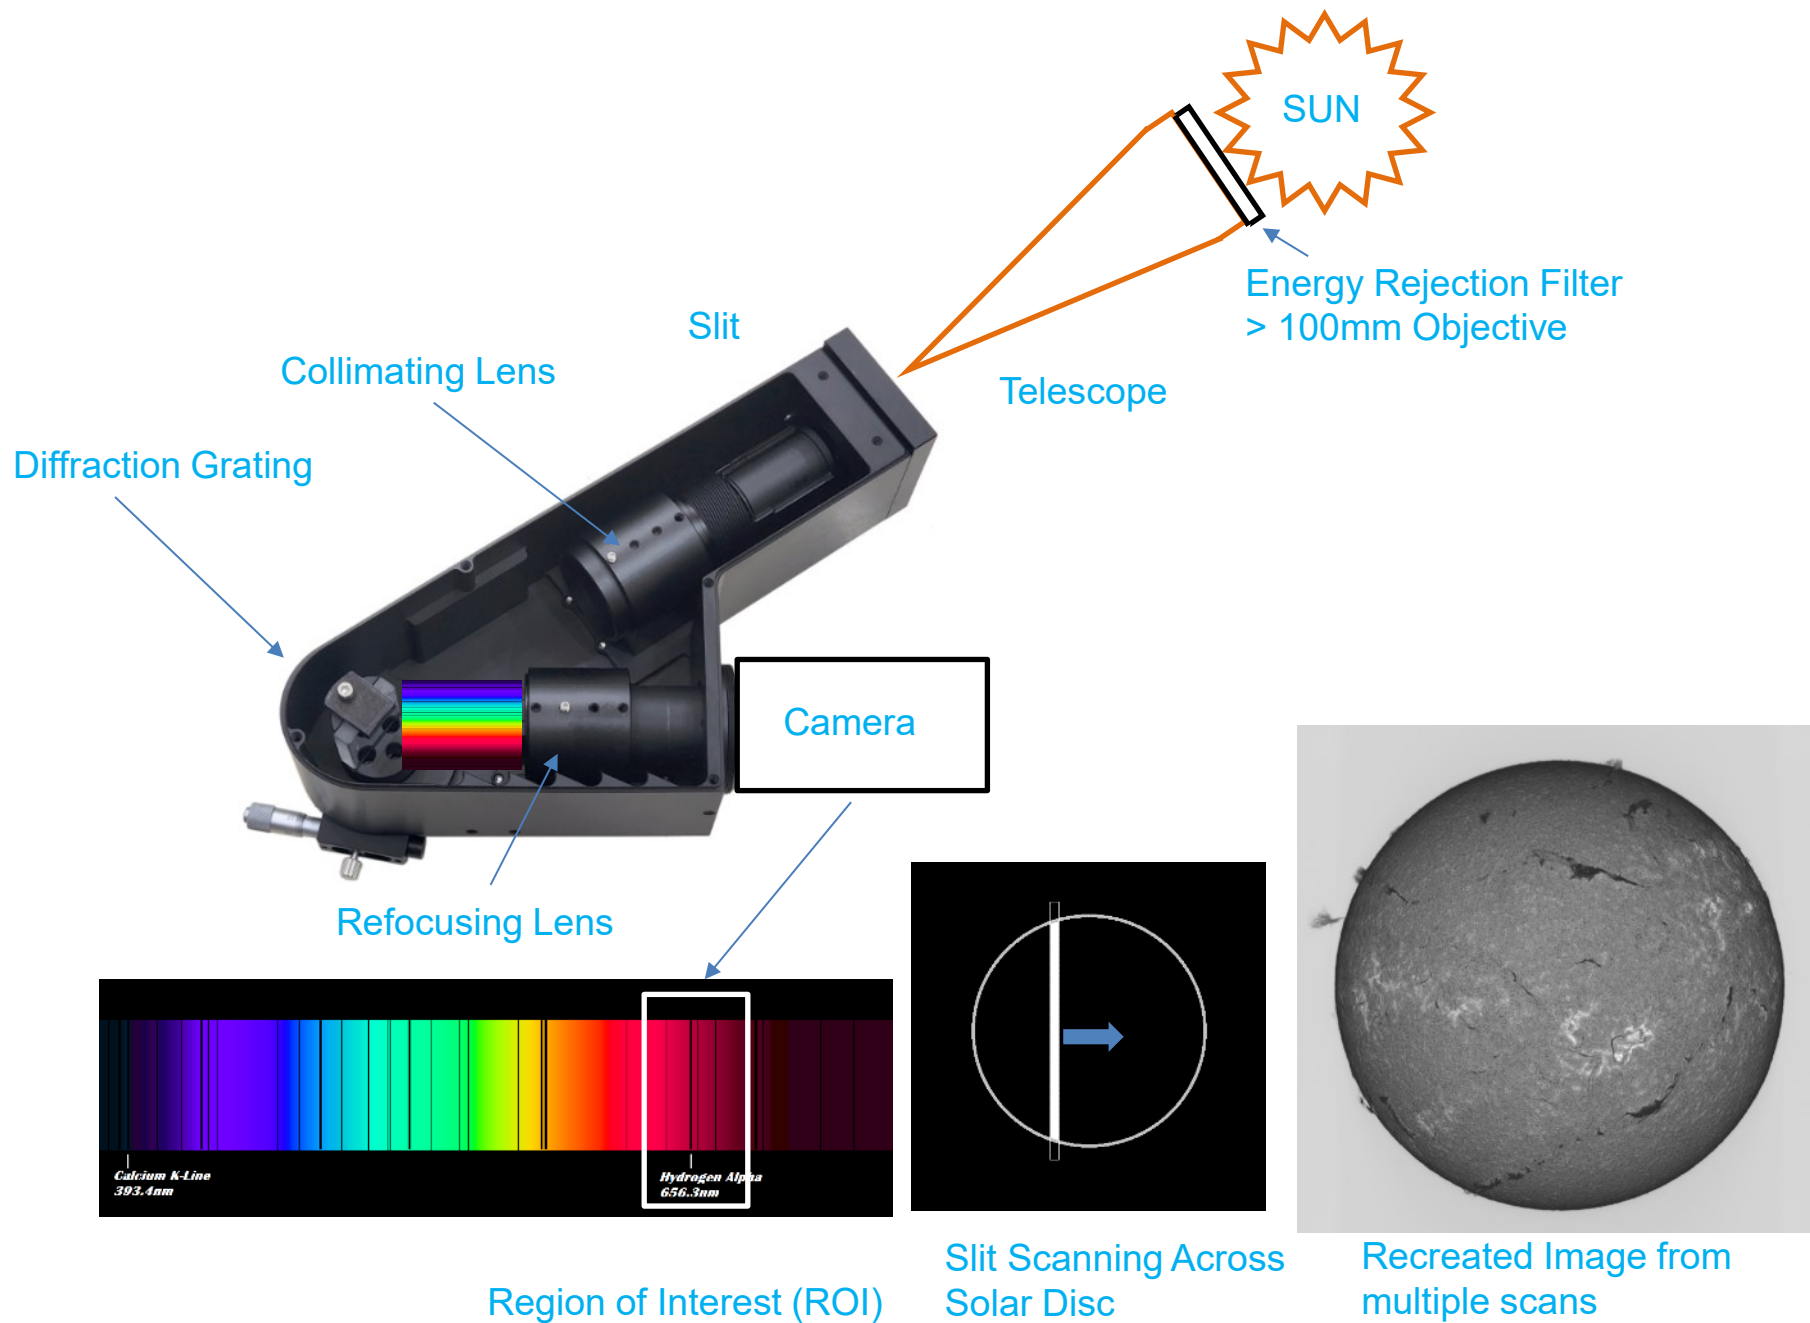 SUN
Energy Rejection Filter
> 100mm Objective
Slit
Collimating Lens
Telescope
Diffraction Grating
Camera
Refocusing Lens
Calcium K-Line
393.4nm
Hydrogen Alpha
656.3nm
Region of Interest (ROI)
Slit Scanning Across
Solar Disc
Recreated Image from
multiple scans